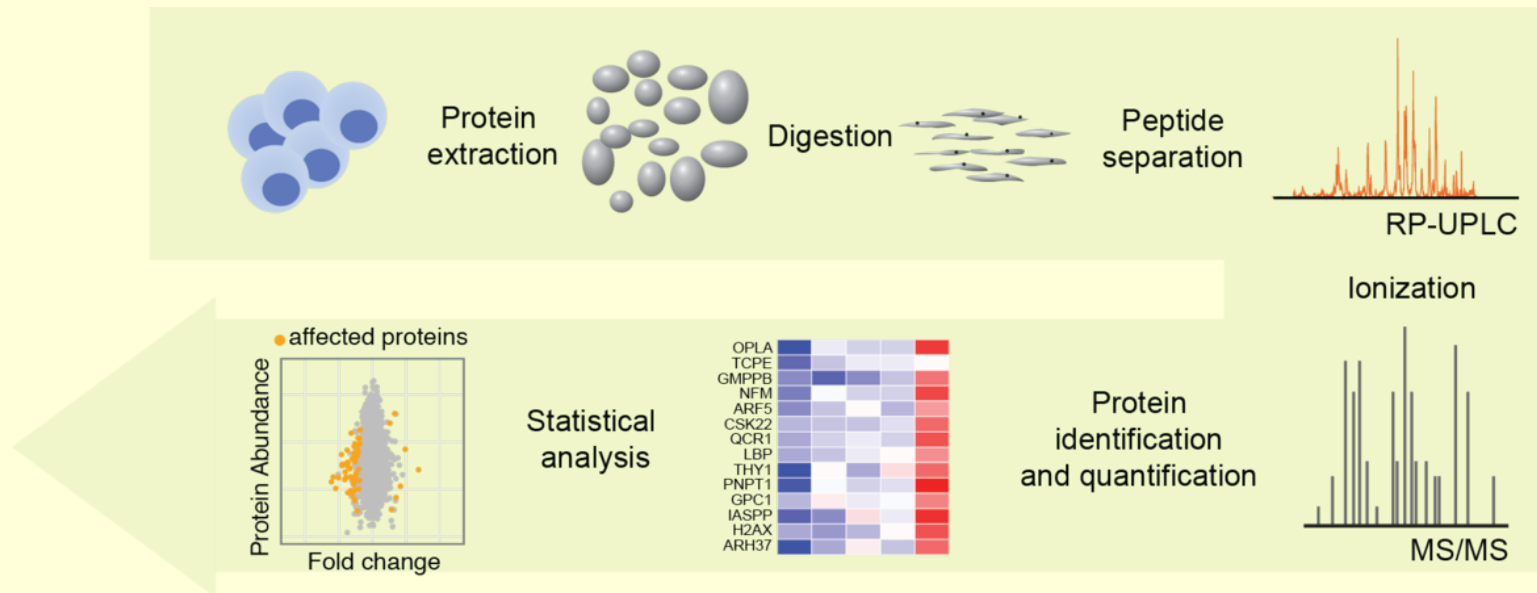 Protein
extraction
Digestion
Peptide
separation
RP-UPLC
Ionization
MS/MS
Protein
identification
and quantification
OPLA
TCPE
GMPPB
NFM
ARF5
CSK22
QCR1
LBP
THY1
PNPT1
GPC1
IASPP
H2AX
ARH37
Statistical
analysis
affected proteins
Protein Abundance
Fold change